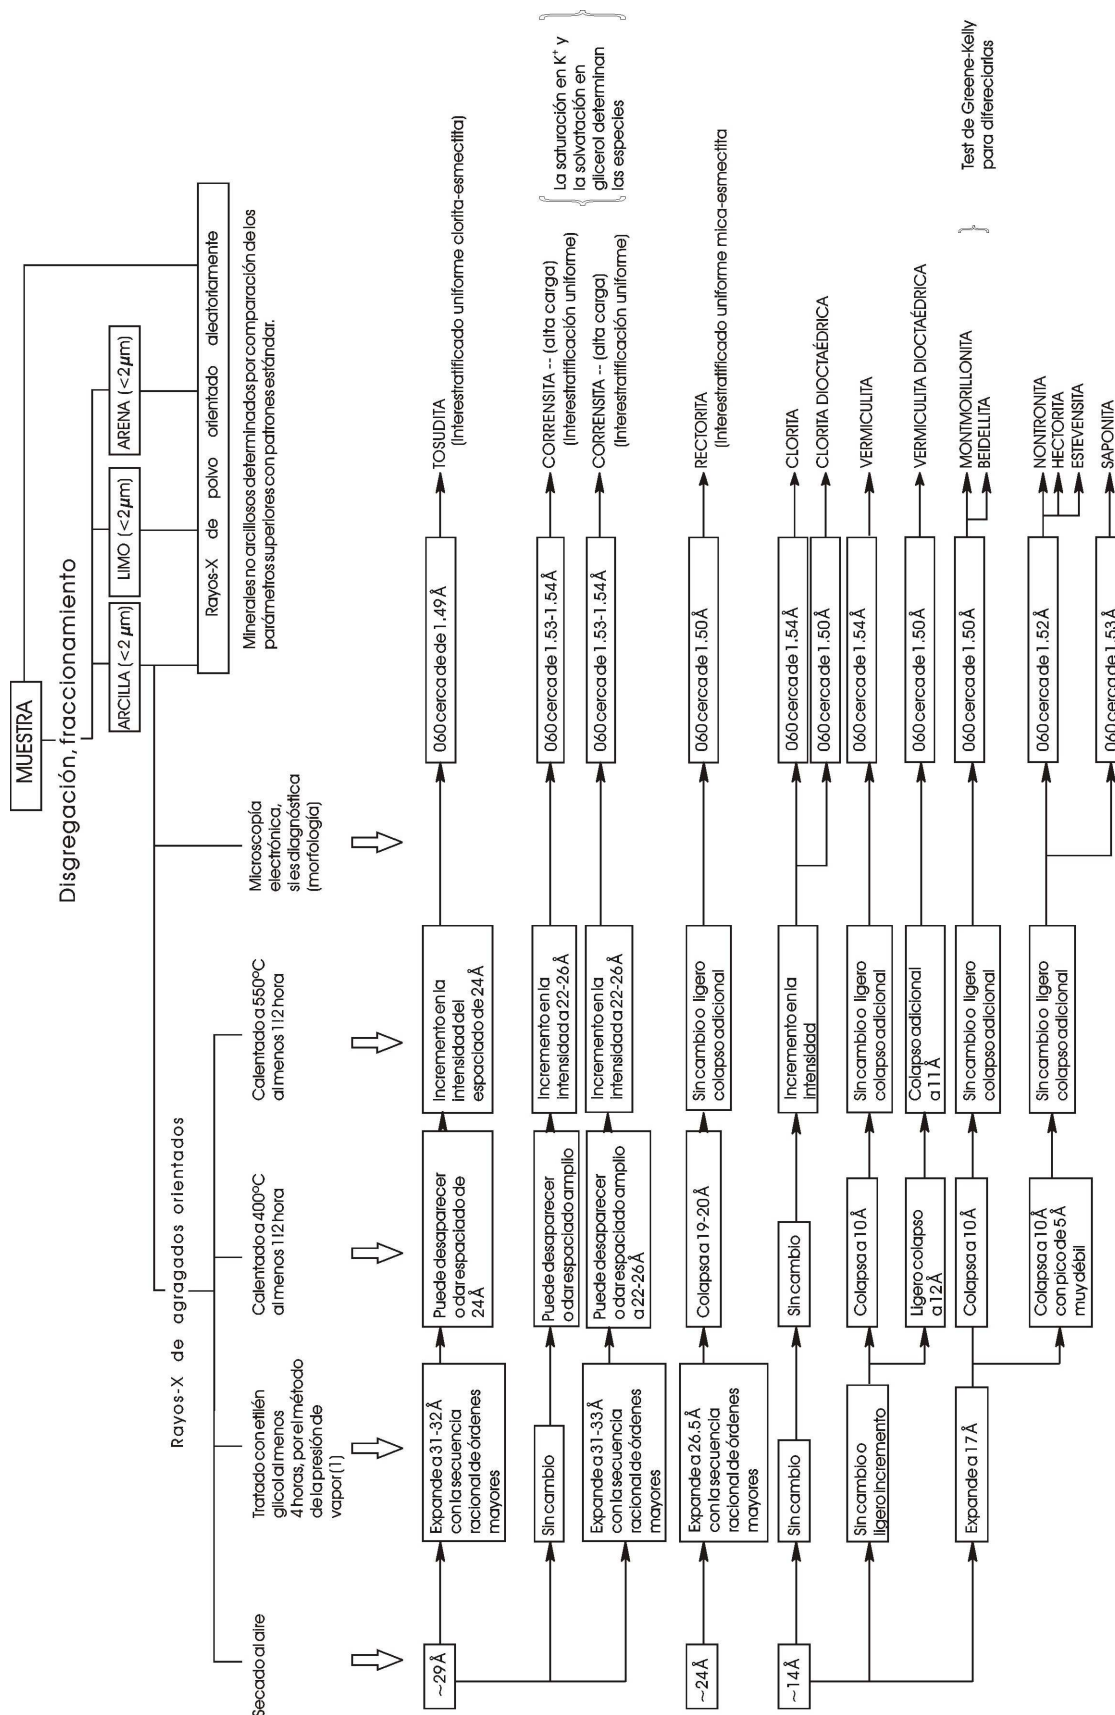 MUESTRA
Disgregación, fraccionamiento
ARCILLA (<2 µm)
LIMO (<2µm)
ARENA (<2µm)
Rayos-X de polvo orientado aleatoriamente
Minerales no arcillosos determinados por comparación de los
parámetros superiores con patrones estándar.
Rayos-X de agragados orientados
Secado al aire
Tratado con etilén
glicol al menos
4 horas, por el método
de la presión de
vapor (1)
Calentado a 400ºC
al menos 1 I 2 hora
Calentado a 550ºC
al menos 1 I 2 hora
Microscopía
electrónica,
si es diagnóstica
(morfología)
~29Å
Expande a 31-32Å
con la secuencia
racional de órdenes
mayores
Puede desaparecer
o dar espaciado de
24Å
Incremento en la
intensidad del
espaciado de 24Å
060 cerca de de 1.49Å
TOSUDITA
(Interestratificado uniforme clorita-esmectita)
Sin cambio
Puede desaparecer
o dar espaciado amplio
Incremento en la
intensidad a 22-26Å
060 cerca de 1.53-1.54Å
CORRENSITA -- (alta carga)
(Interestratificación uniforme)
Expande a 31-33Å
con la secuencia
racional de órdenes
mayores
Puede desaparecer
o dar espaciado amplio
a 22-26Å
Incremento en la
intensidad a 22-26Å
060 cerca de 1.53-1.54Å
CORRENSITA -- (alta carga)
(Interestratificación uniforme)
La saturación en K⁺ y
la solvatación en
glicerol determinan
las especies
~24Å
Expande a 26.5Å
con la secuencia
racional de órdenes
mayores
Colapsa a 19-20Å
Sin cambio o ligero
colapso adicional
060 cerca de 1.50Å
RECTORITA
(Interestratificado uniforme mica-esmectita
~14Å
Sin cambio
Sin cambio
Incremento en la
intensidad
060 cerca de 1.54Å
CLORITA
060 cerca de 1.50Å
CLORITA DIOCTAÉDRICA
Sin cambio o
ligero incremento
Colapsa a 10Å
Sin cambio o ligero
colapso adicional
060 cerca de 1.54Å
VERMICULITA
Ligero colapso
a 12Å
Colapso adicional
a 11Å
060 cerca de 1.50Å
VERMICULITA DIOCTAÉDRICA
Expande a 17Å
Colapsa a 10Å
Sin cambio o ligero
colapso adicional
060 cerca de 1.50Å
MONTMORILLONITA
BEIDELITA
Test de Greene-Kelly
para difereciarlas
Colapsa a 10Å
con pico de 5Å
muy débil
Sin cambio o ligero
colapso adicional
060 cerca de 1.52Å
NONTRONITA
HECTORITA
ESTEVENSITA
060 cerca de 1.53Å
SAPONITA